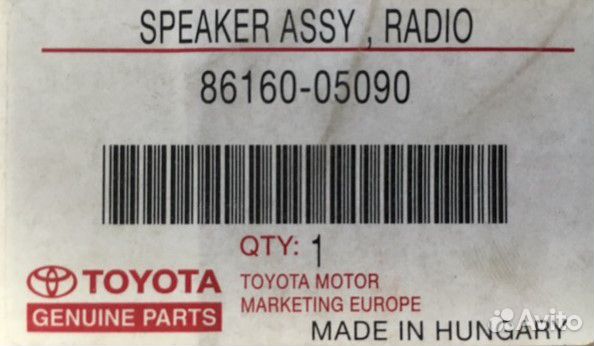 SPEAKER ASSY , RADIO
86160-05090
QTY: 1
TOYOTA
GENUINE PARTS
TOYOTA MOTOR
MARKETING EUROPE
MADE IN HUNGARY
Avito